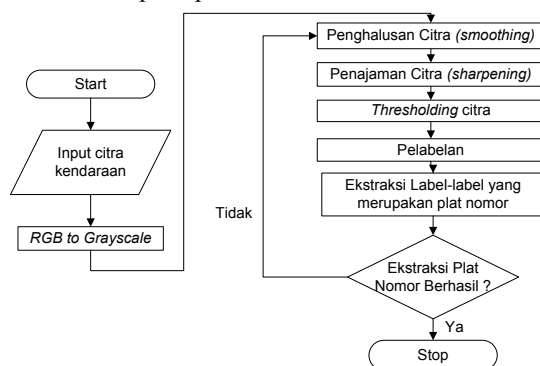 Start
Input citra
kendaraan
RGB to Grayscale
Penghalusan Citra (smoothing)
Penajaman Citra (sharpening)
Thresholding citra
Pelabelan
Ekstraksi Label-label yang
merupakan plat nomor
Tidak
Ekstraksi Plat
Nomor Berhasil ?
Ya
Stop